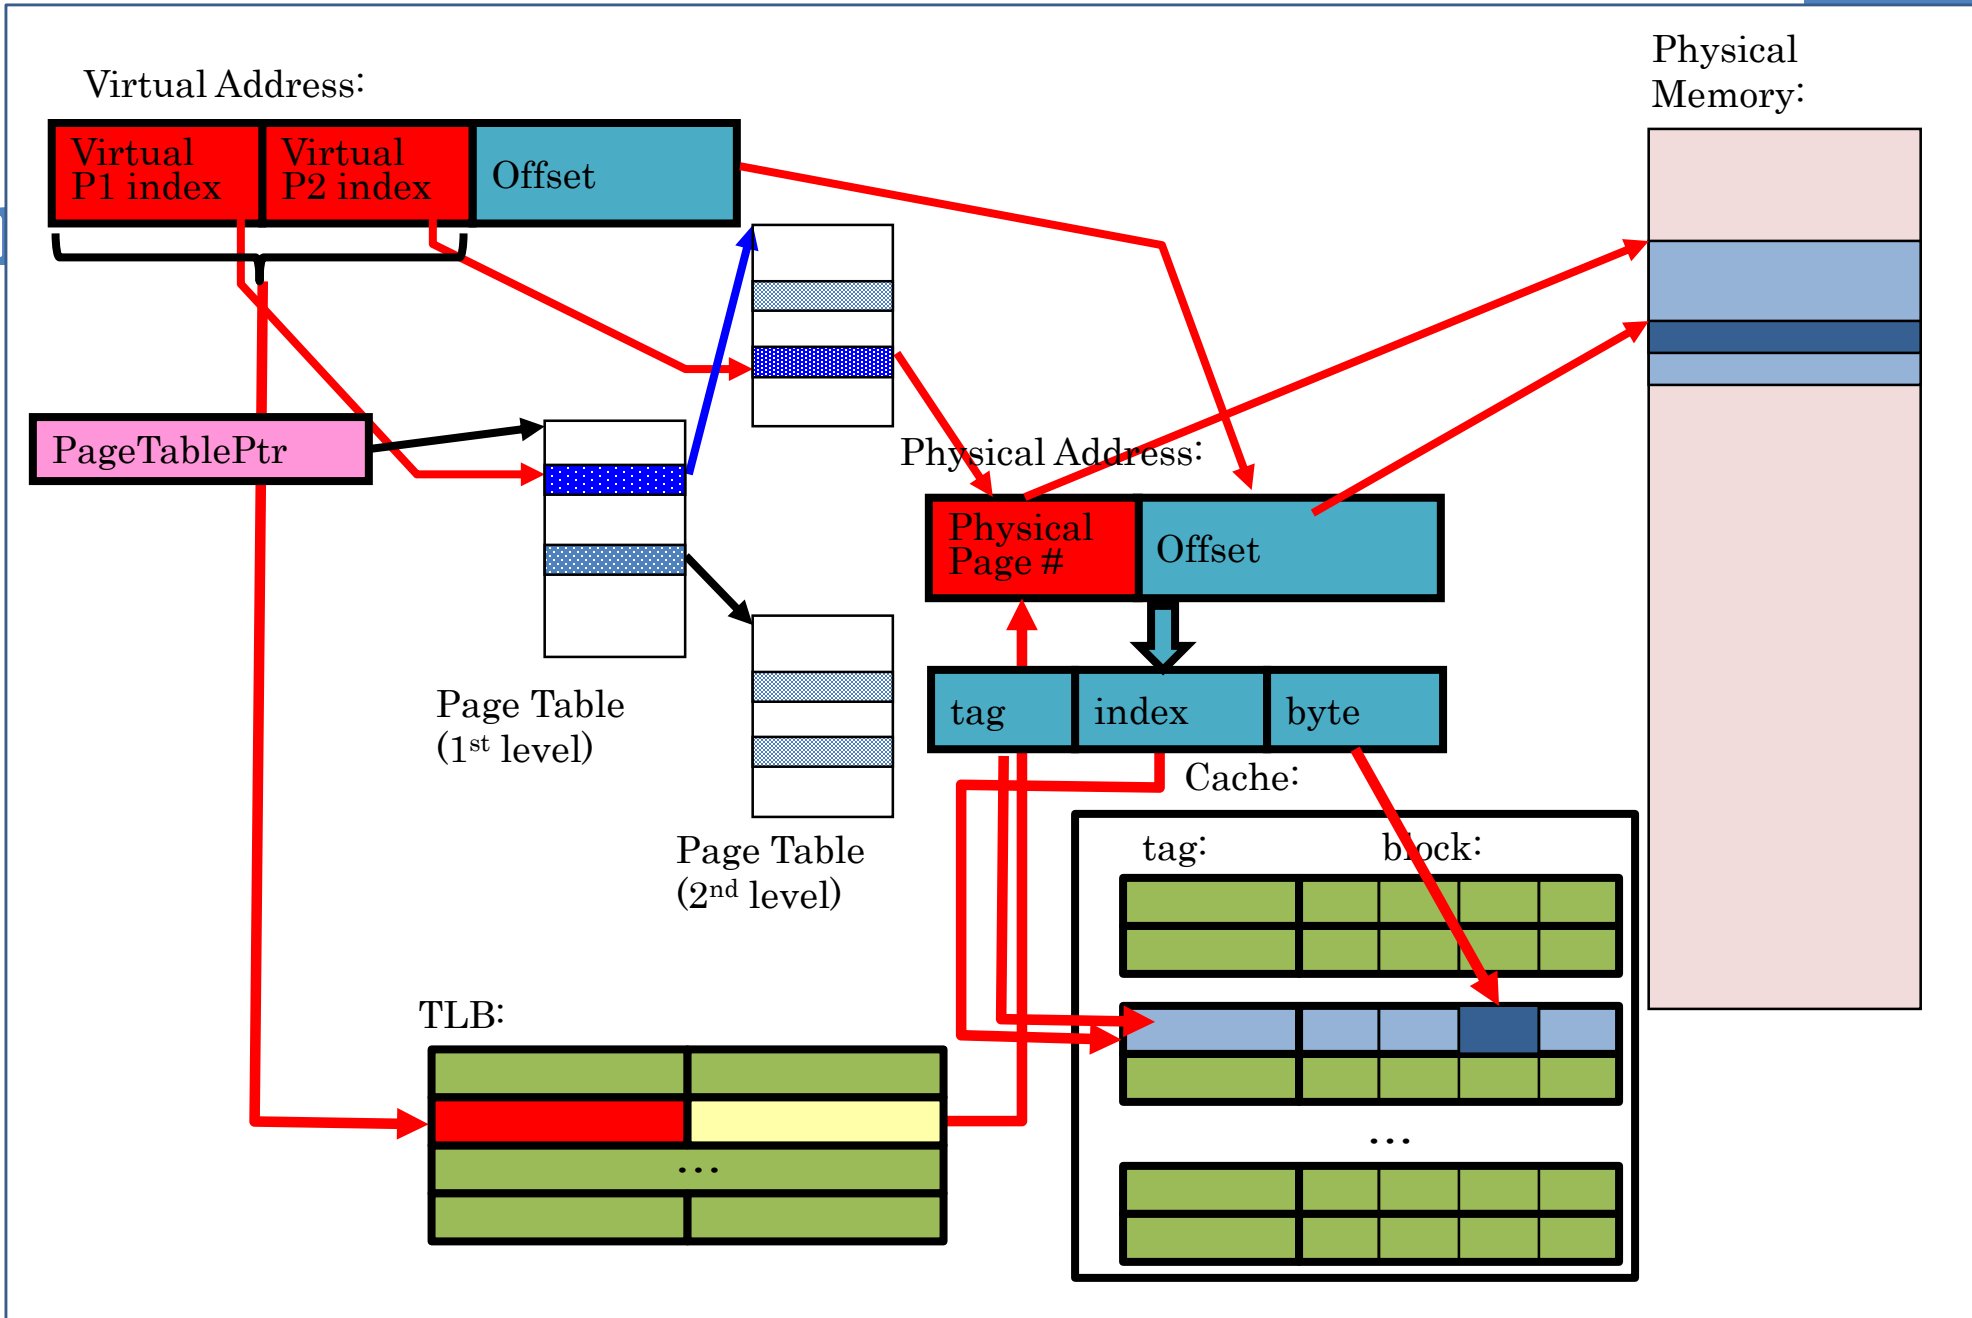 Virtual Address:
Physical
Memory:
Virtual
P1 index
Virtual
P2 index
Offset
PageTablePtr
Physical Address:
Physical
Page #
Offset
tag
index
byte
Page Table
(1st level)
Cache:
Page Table
(2nd level)
tag:
block:
TLB:
...
...